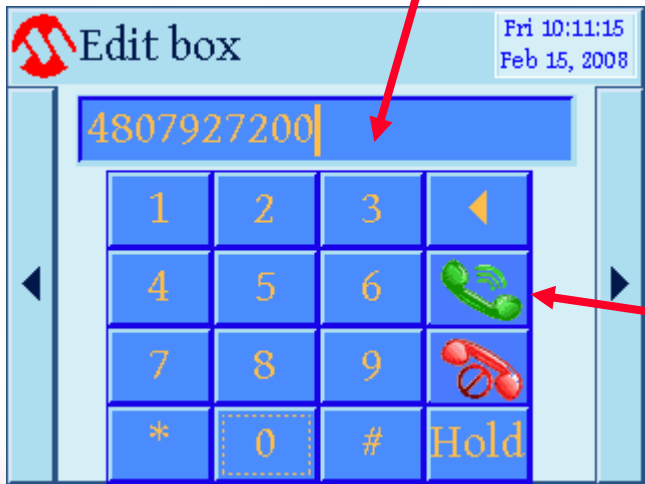 Edit box
Fri 10:11:15
Feb 15, 2008
4807927200
1 2 3
4 5 6
7 8 9
* 0 # Hold